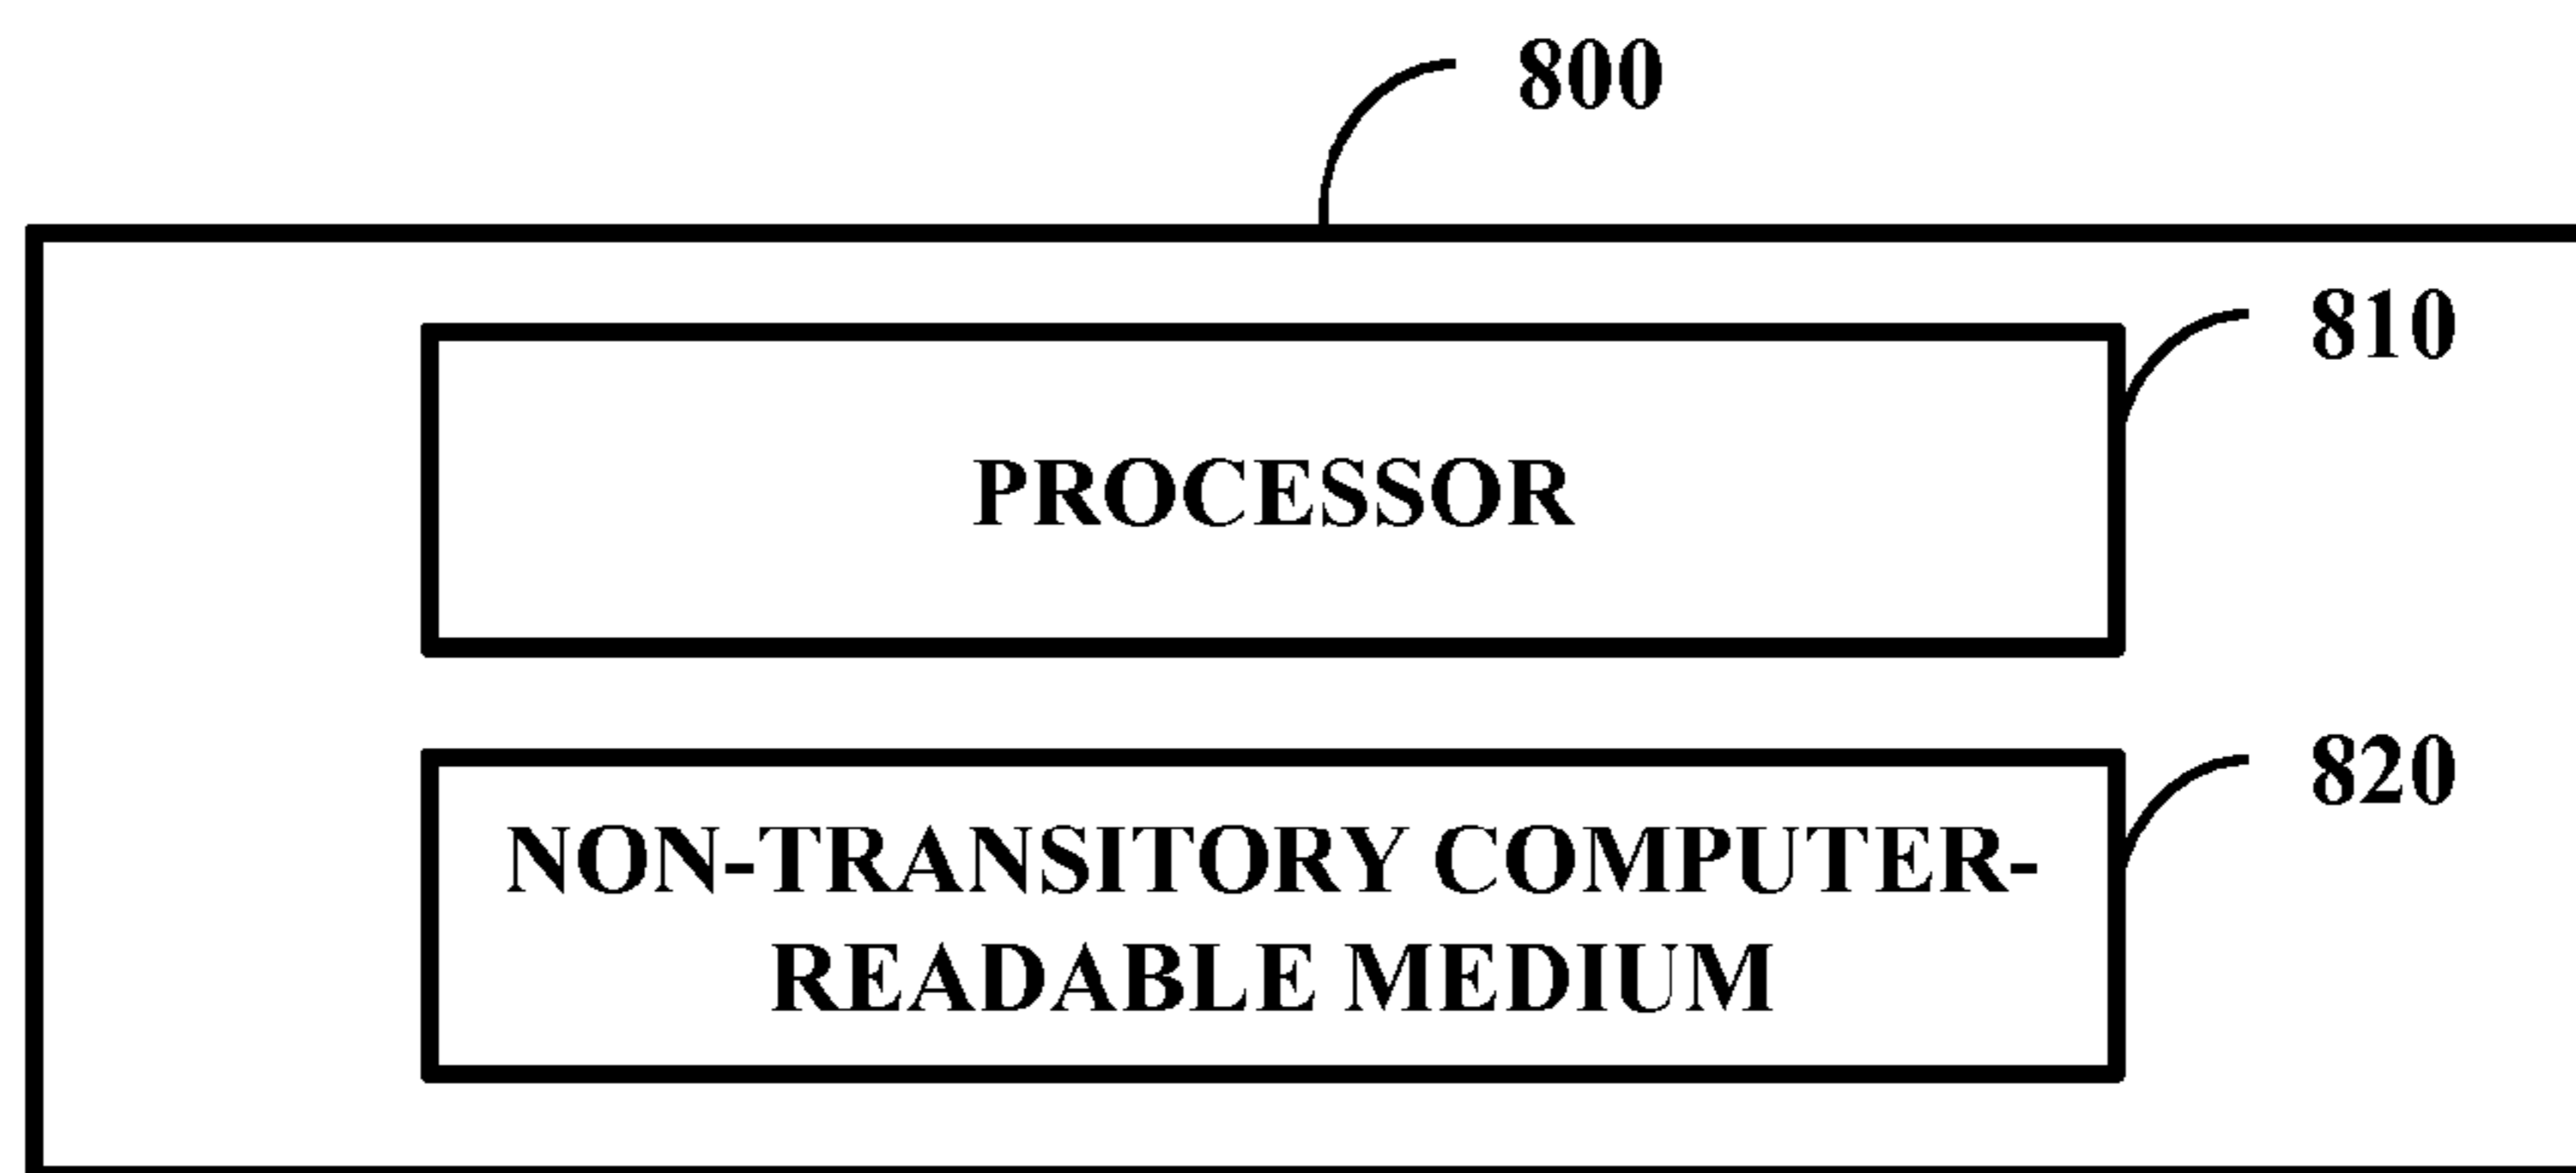 800
810
PROCESSOR
820
NON-TRANSITORY COMPUTER-
READABLE MEDIUM